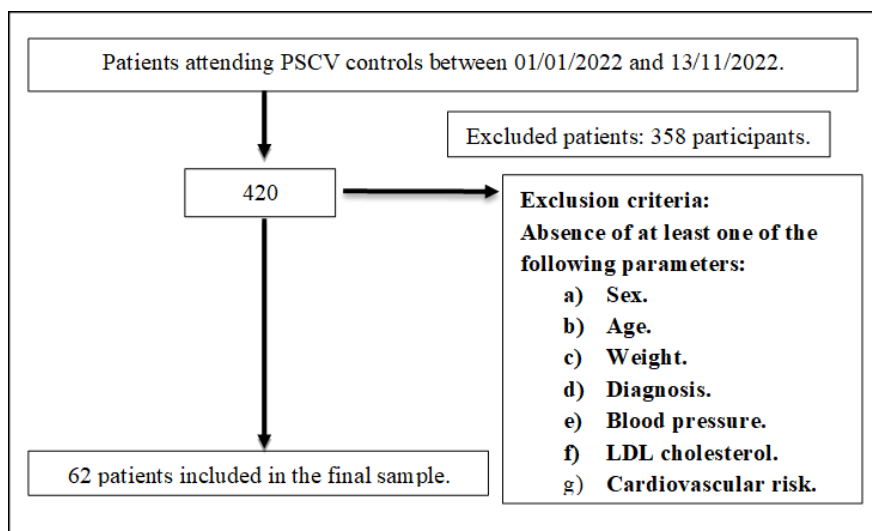 Patients attending PSCV controls between 01/01/2022 and 13/11/2022.
Excluded patients: 358 participants.
420
Exclusion criteria:
Absence of at least one of the
following parameters:
a) Sex.
b) Age.
c) Weight.
d) Diagnosis.
e) Blood pressure.
f) LDL cholesterol.
g) Cardiovascular risk.
62 patients included in the final sample.